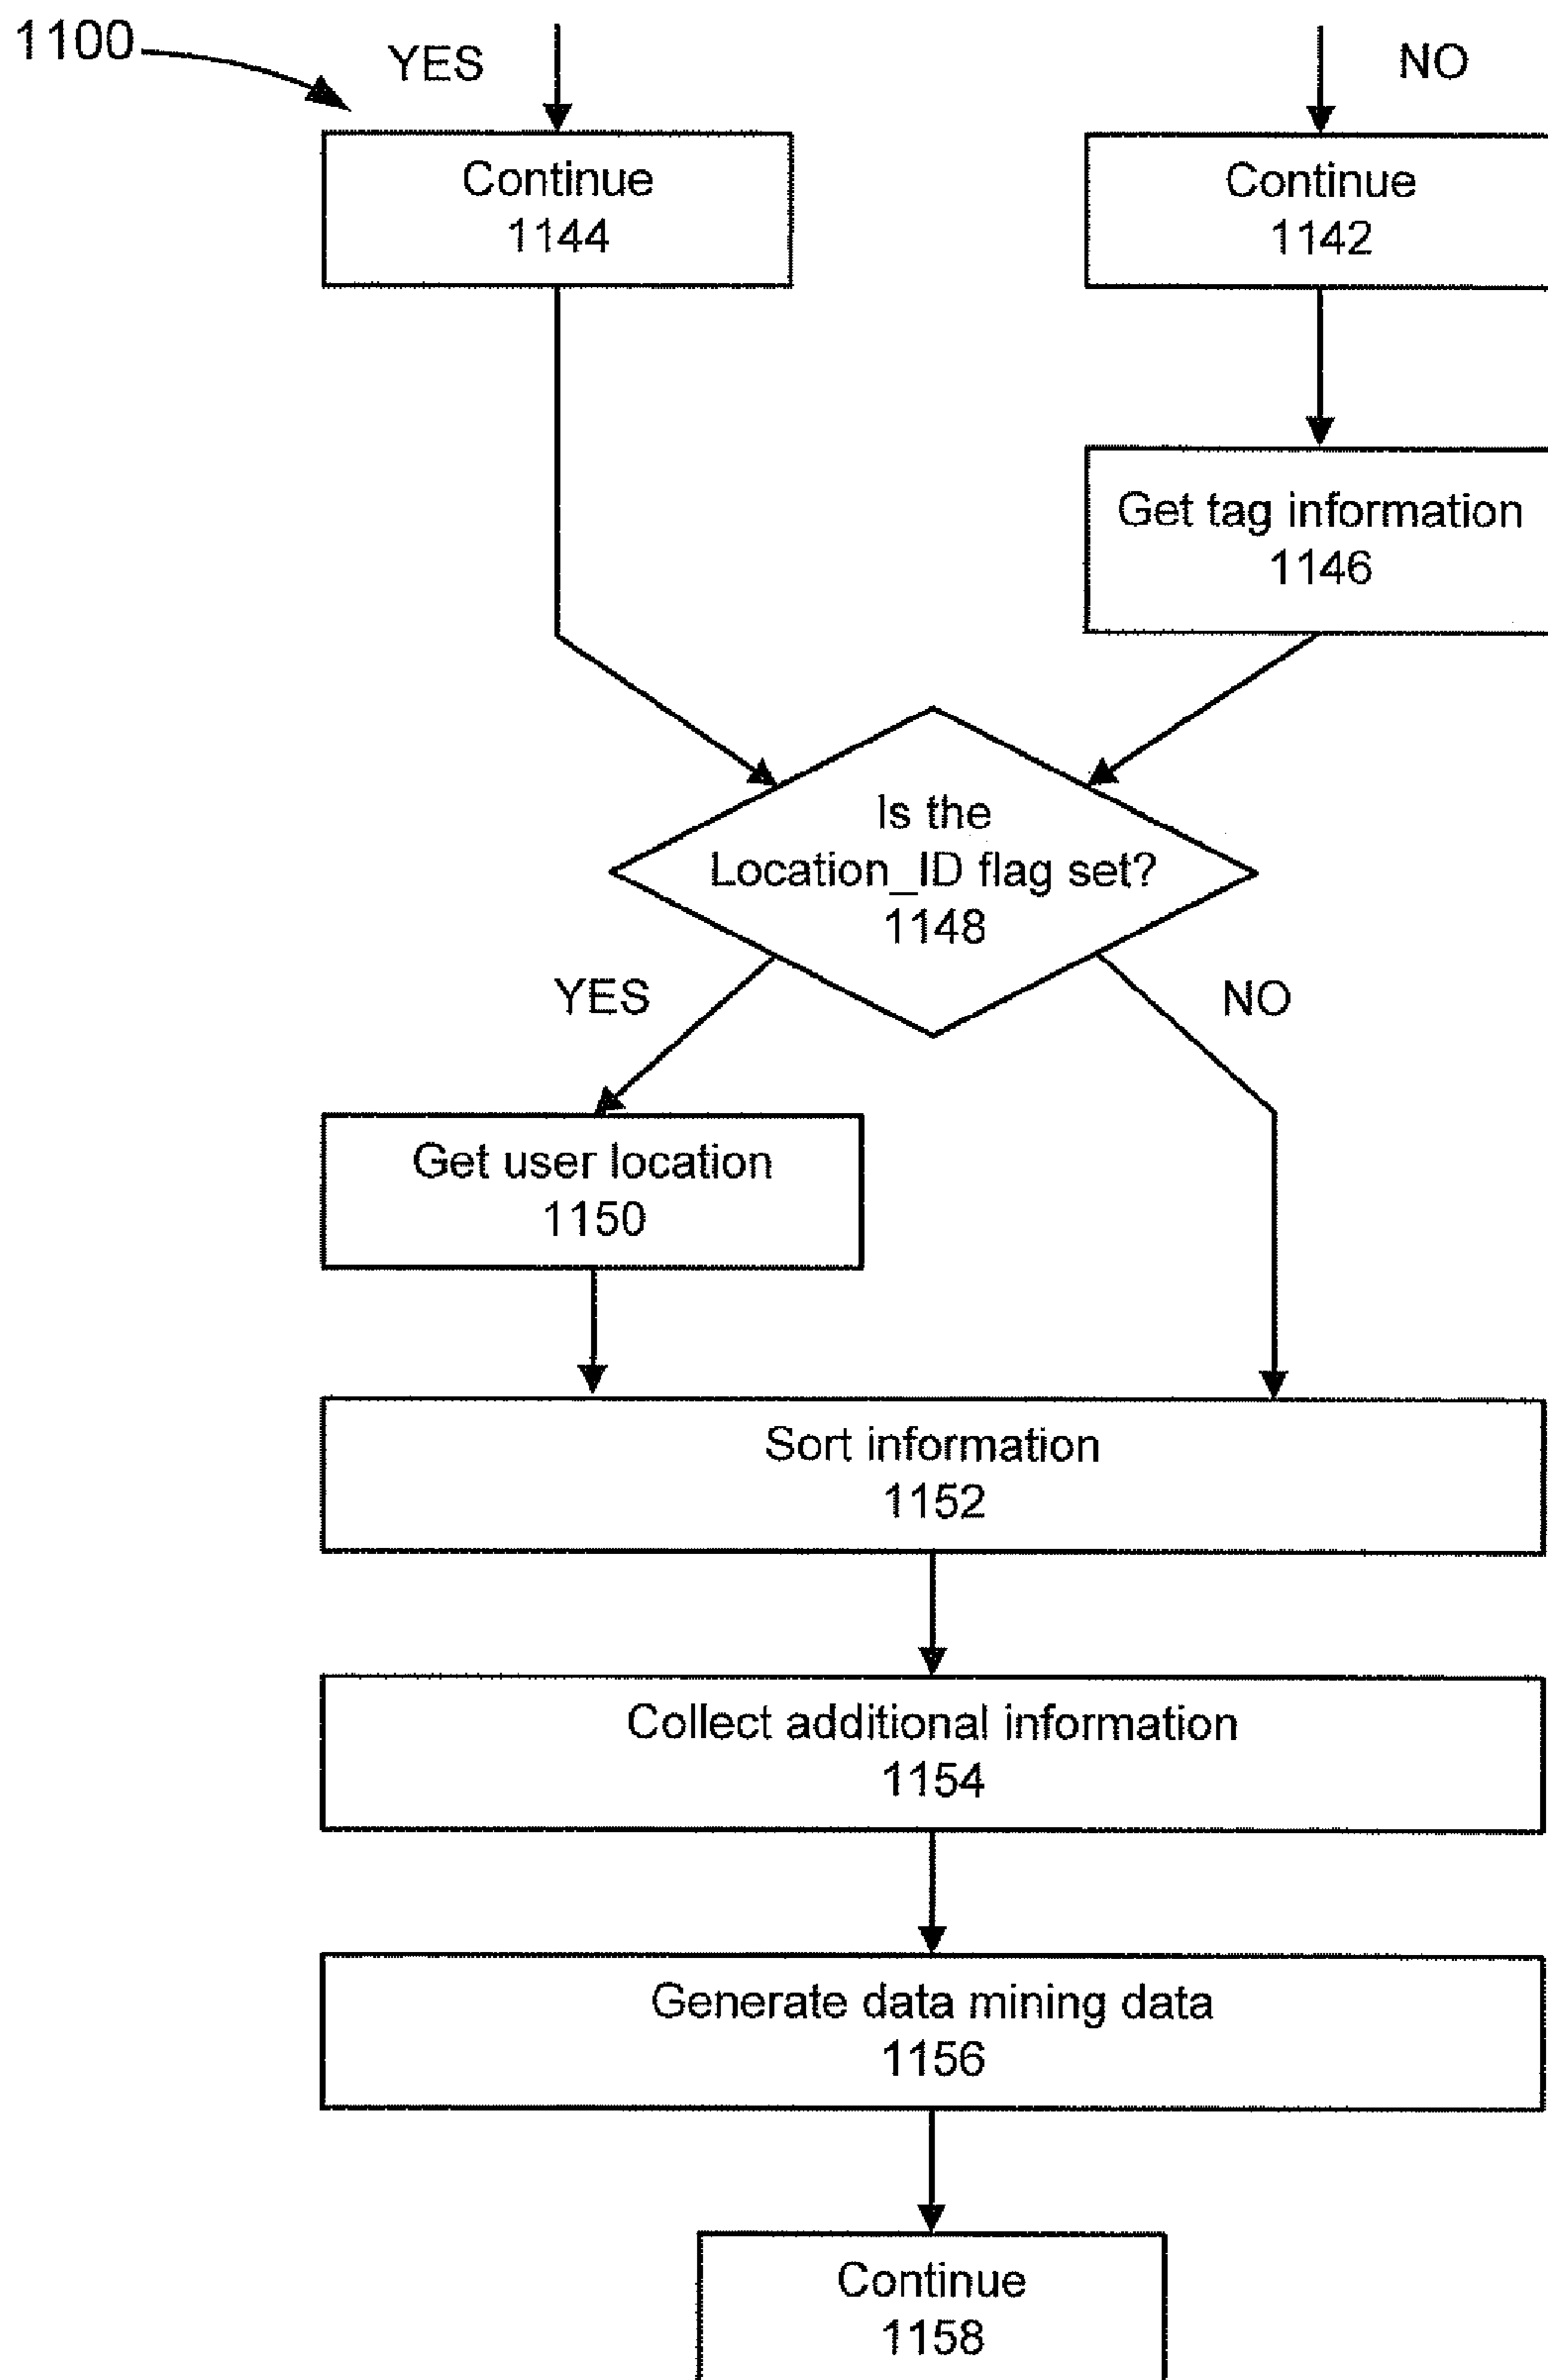 1100
YES
NO
Continue
1144
Continue
1142
Get tag information
1146
Is the
Location_ID flag set?
1148
YES
NO
Get user location
1150
Sort information
1152
Collect additional information
1154
Generate data mining data
1156
Continue
1158